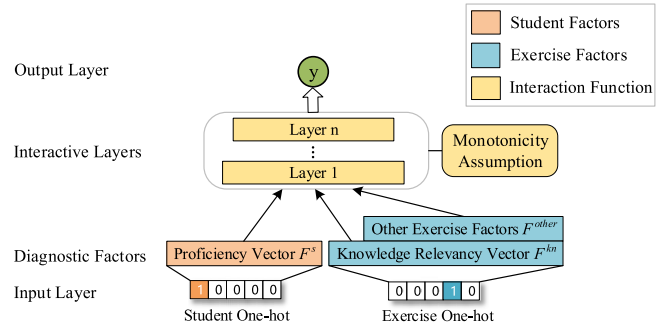 Student Factors
Exercise Factors
Interaction Function
Output Layer
y
Interactive Layers
Layer n
⋮
Layer 1
Monotonicity
Assumption
Other Exercise Factors F^other
Diagnostic Factors
Proficiency Vector F^s
Knowledge Relevancy Vector F^kn
Input Layer
1 0 0 0 0
0 0 0 1 0
Student One-hot
Exercise One-hot